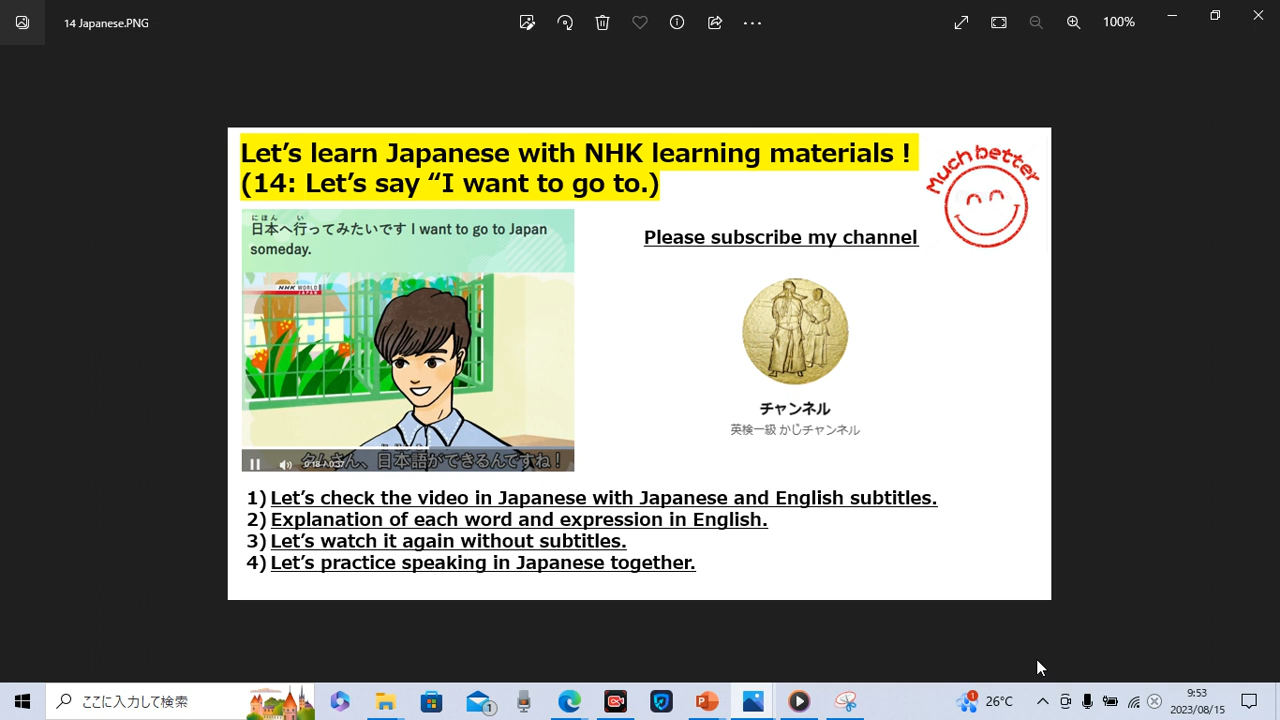 14 Japanese.PNG
100%
Let's learn Japanese with NHK learning materials !
(14: Let's say “I want to go to.)
Much better
にほん い
日本へ行ってみたいです I want to go to Japan
someday.
NHK WORLD
JAPAN
0:18 / 0:37
タムさん、日本語ができるんですね!
Please subscribe my channel
チャンネル
英検一級 かじチャンネル
1) Let's check the video in Japanese with Japanese and English subtitles.
2) Explanation of each word and expression in English.
3) Let's watch it again without subtitles.
4) Let's practice speaking in Japanese together.
ここに入力して検索
1
1
26°C
9:53
2023/08/15